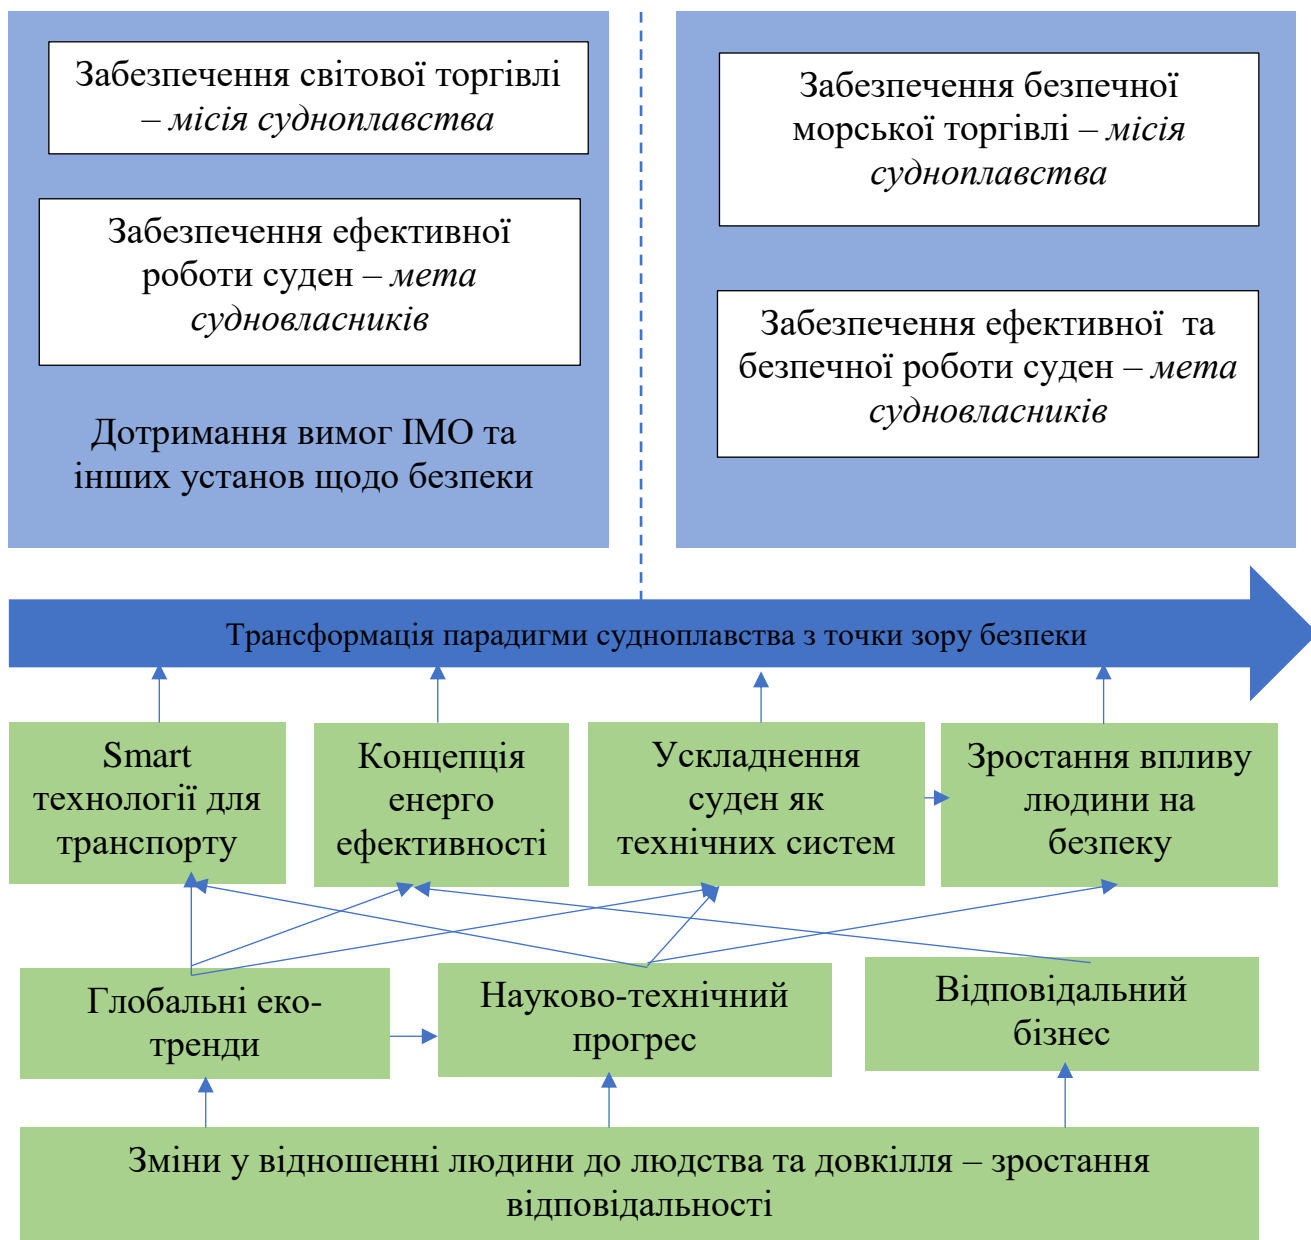 Забезпечення світової торгівлі
– місія судноплавства
Забезпечення ефективної
роботи суден – мета
судновласників
Дотримання вимог ІМО та
інших установ щодо безпеки
Забезпечення безпечної
морської торгівлі – місія
судноплавства
Забезпечення ефективної та
безпечної роботи суден – мета
судновласників
Трансформація парадигми судноплавства з точки зору безпеки
Smart
технології для
транспорту
Концепція
енерго
ефективності
Ускладнення
суден як
технічних систем
Зростання впливу
людини на
безпеку
Глобальні еко-
тренди
Науково-технічний
прогрес
Відповідальний
бізнес
Зміни у відношенні людини до людства та довкілля – зростання
відповідальності